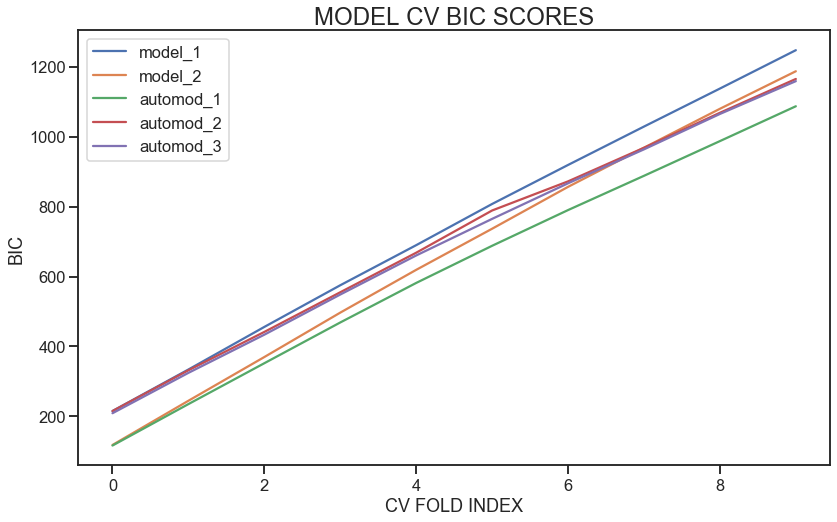 MODEL CV BIC SCORES
model_1
model_2
automod_1
automod_2
automod_3
1200
1000
800
600
400
200
BIC
0 2 4 6 8
CV FOLD INDEX